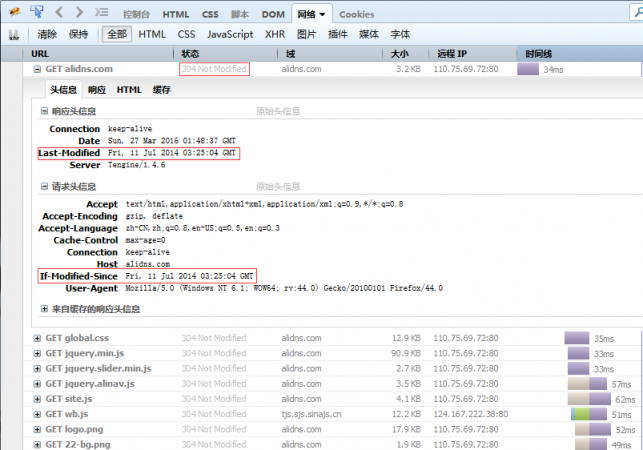 控制台 HTML CSS 脚本 DOM 网络 Cookies
清除 保持 全部 HTML CSS JavaScript XHR 图片 插件 媒体 字体
URL 状态 域 大小 远程 IP 时间线
GET alidns.com 304 Not Modified alidns.com 3.2 KB 110.75.69.72:80 34ms
头信息 响应 HTML 缓存
响应头信息 原始头信息
Connection keep-alive
Date Sun, 27 Mar 2016 01:48:37 GMT
Last-Modified Fri, 11 Jul 2014 03:25:04 GMT
Server Tengine/1.4.6
请求头信息 原始头信息
Accept text/html,application/xhtml+xml,application/xml;q=0.9,*/*;q=0.8
Accept-Encoding gzip, deflate
Accept-Language zh-CN,zh;q=0.8,en-US;q=0.5,en;q=0.3
Cache-Control max-age=0
Connection keep-alive
Host alidns.com
If-Modified-Since Fri, 11 Jul 2014 03:25:04 GMT
User-Agent Mozilla/5.0 (Windows NT 6.1; WOW64; rv:44.0) Gecko/20100101 Firefox/44.0
来自缓存的响应头信息
GET global.css 304 Not Modified alidns.com 12.9 KB 110.75.69.72:80 35ms
GET jquery.min.js 304 Not Modified alidns.com 90.9 KB 110.75.69.72:80 33ms
GET jquery.slider.min.js 304 Not Modified alidns.com 2.7 KB 110.75.69.72:80 33ms
GET jquery.alinav.js 304 Not Modified alidns.com 3.5 KB 110.75.69.72:80 57ms
GET site.js 304 Not Modified alidns.com 4.1 KB 110.75.69.72:80 62ms
GET wb.js 304 Not Modified tjs.sjs.sinajs.cn 12.2 KB 124.167.222.38:80 51ms
GET logo.png 304 Not Modified alidns.com 17.9 KB 110.75.69.72:80 52ms
GET 22-bg.png 304 Not Modified alidns.com 1.9 KB 110.75.69.72:80 49ms